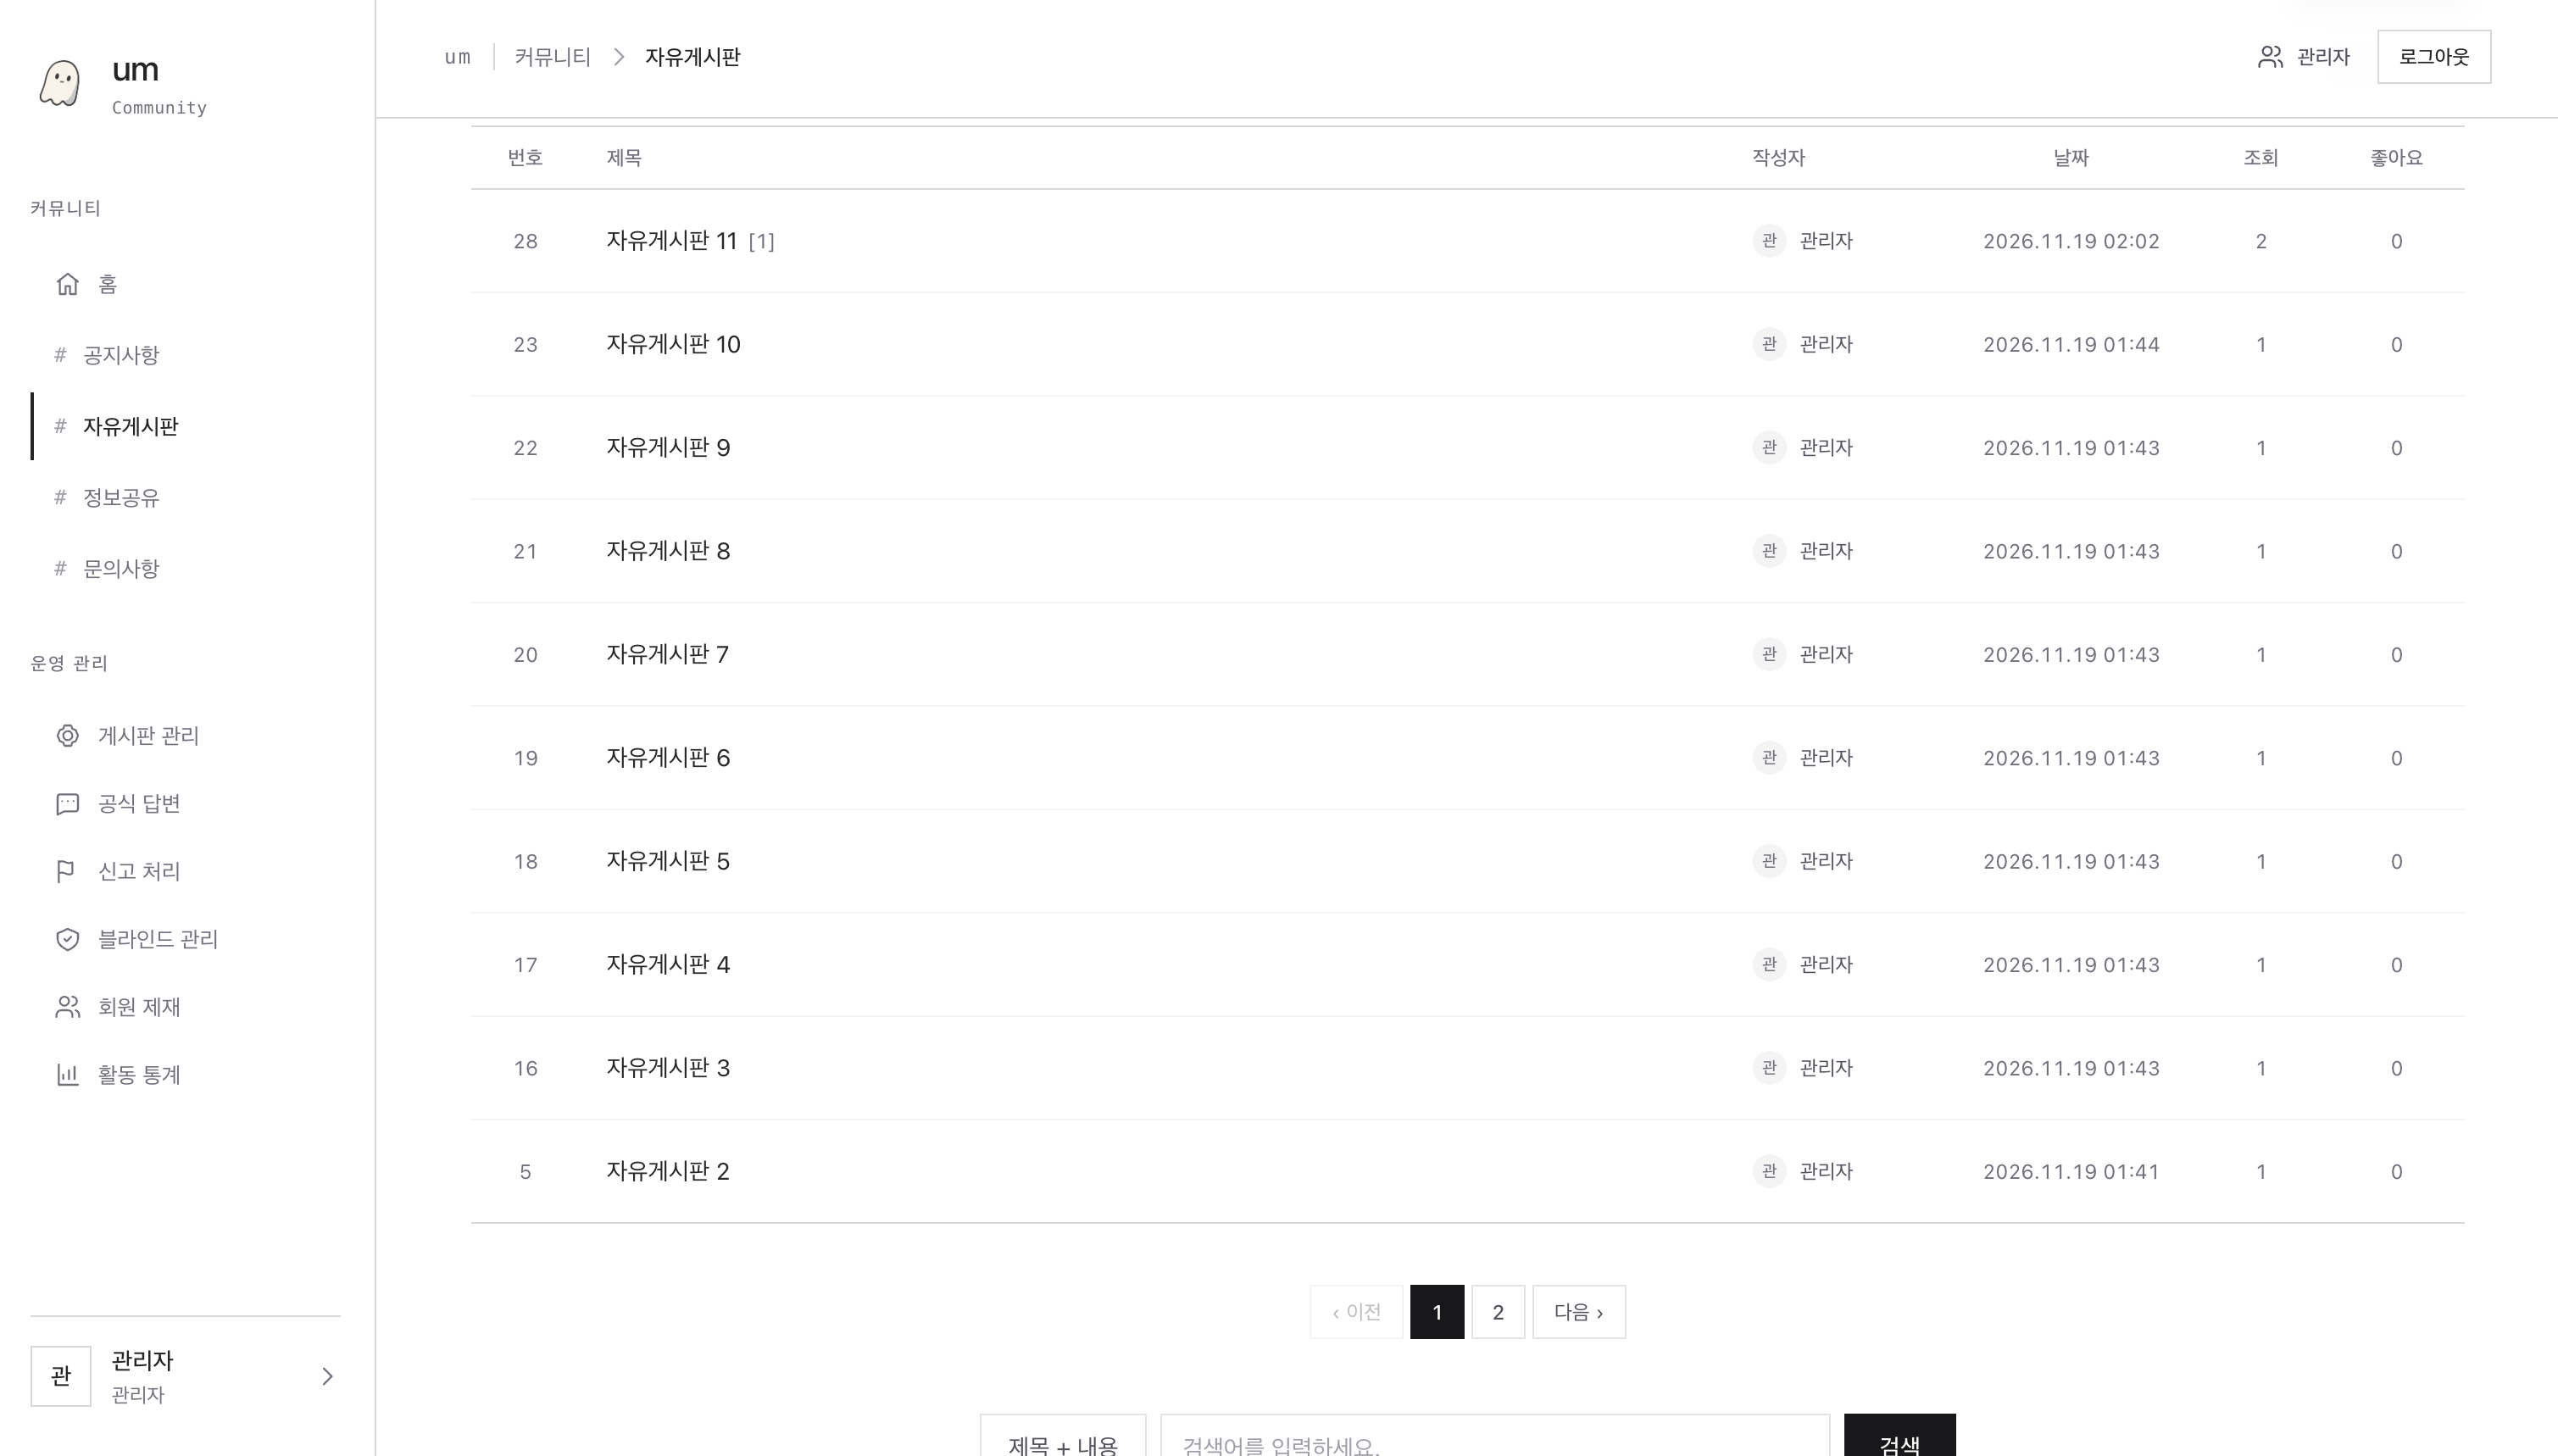 um
Community
커뮤니티
홈
# 공지사항
# 자유게시판
# 정보공유
# 문의사항
운영 관리
게시판 관리
공식 답변
신고 처리
블라인드 관리
회원 제재
활동 통계
관 관리자
관리자
um 커뮤니티 자유게시판 관리자 로그아웃
번호 제목 작성자 날짜 조회 좋아요
28 자유게시판 11 [1] 관 관리자 2026.11.19 02:02 2 0
23 자유게시판 10 관 관리자 2026.11.19 01:44 1 0
22 자유게시판 9 관 관리자 2026.11.19 01:43 1 0
21 자유게시판 8 관 관리자 2026.11.19 01:43 1 0
20 자유게시판 7 관 관리자 2026.11.19 01:43 1 0
19 자유게시판 6 관 관리자 2026.11.19 01:43 1 0
18 자유게시판 5 관 관리자 2026.11.19 01:43 1 0
17 자유게시판 4 관 관리자 2026.11.19 01:43 1 0
16 자유게시판 3 관 관리자 2026.11.19 01:43 1 0
5 자유게시판 2 관 관리자 2026.11.19 01:41 1 0
‹ 이전 1 2 다음 ›
제목 + 내용 검색어를 입력하세요. 검색